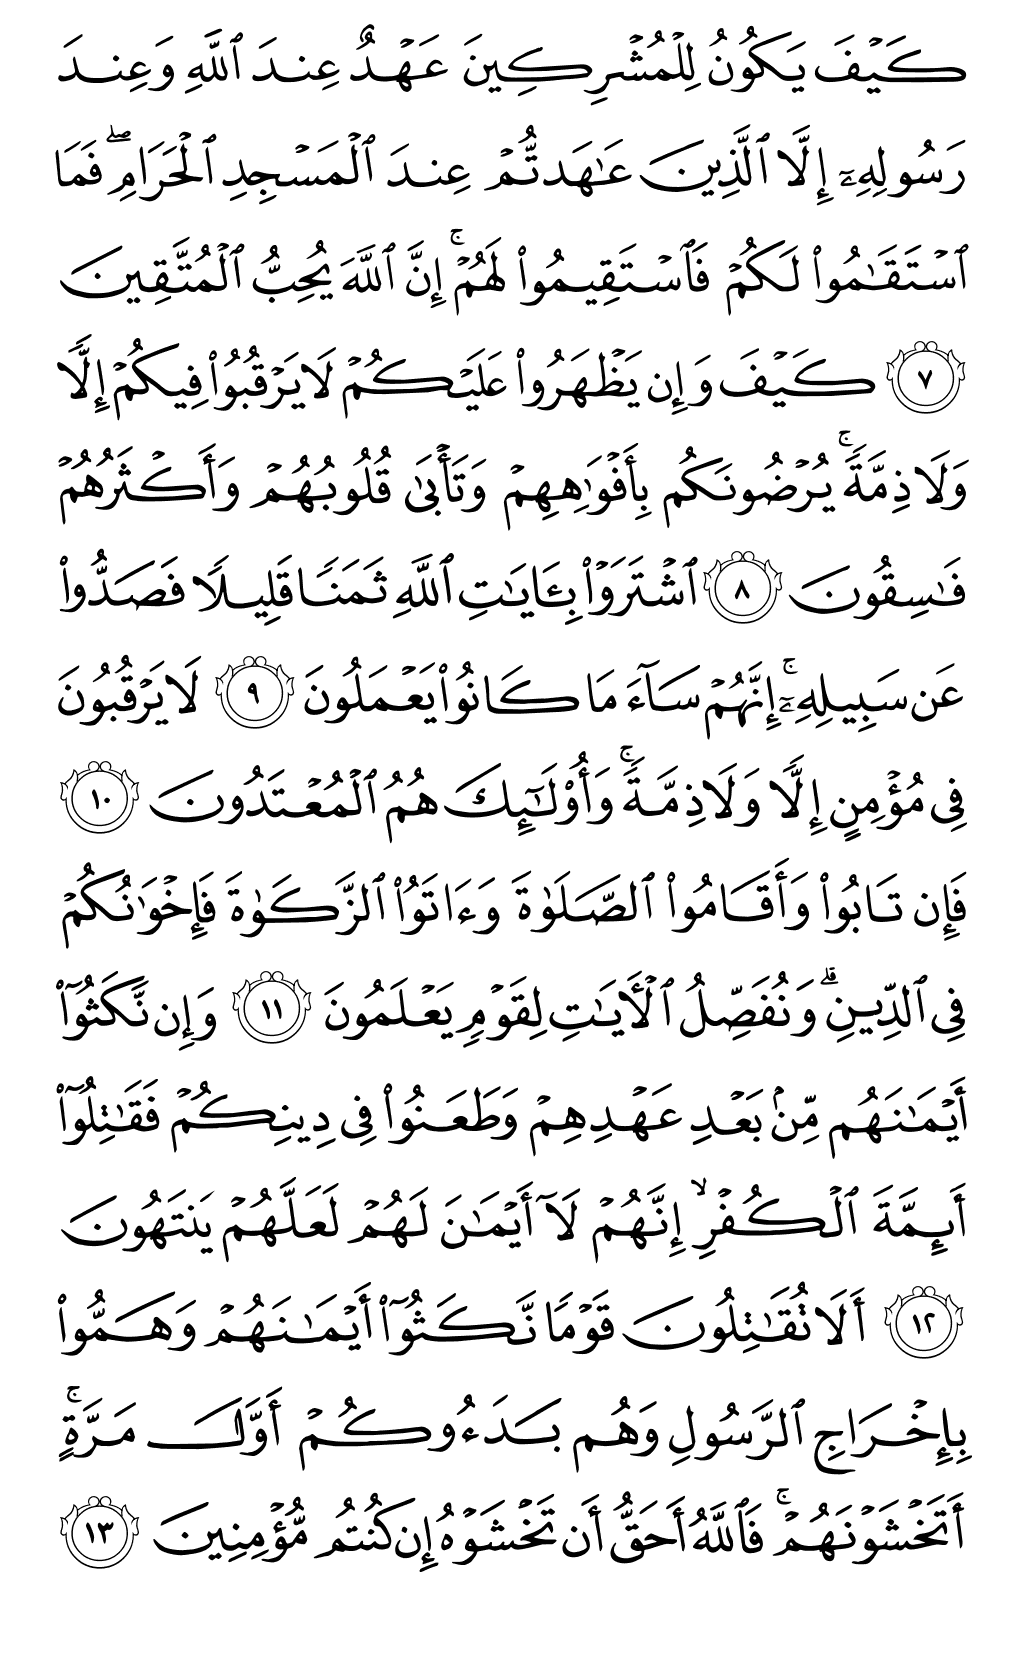 كَيۡفَ يَكُونُ لِلۡمُشۡرِكِينَ عَهۡدٌ عِندَ ٱللَّهِ وَعِندَ
رَسُولِهِۦٓ إِلَّا ٱلَّذِينَ عَٰهَدتُّمۡ عِندَ ٱلۡمَسۡجِدِ ٱلۡحَرَامِۖ فَمَا
ٱسۡتَقَٰمُواْ لَكُمۡ فَٱسۡتَقِيمُواْ لَهُمۡۚ إِنَّ ٱللَّهَ يُحِبُّ ٱلۡمُتَّقِينَ
٧ كَيۡفَ وَإِن يَظۡهَرُواْ عَلَيۡكُمۡ لَا يَرۡقُبُواْ فِيكُمۡ إِلّٗا
وَلَا ذِمَّةٗۚ يُرۡضُونَكُم بِأَفۡوَٰهِهِمۡ وَتَأۡبَىٰ قُلُوبُهُمۡ وَأَكۡثَرُهُمۡ
فَٰسِقُونَ ٨ ٱشۡتَرَوۡاْ بِـَٔايَٰتِ ٱللَّهِ ثَمَنٗا قَلِيلٗا فَصَدُّواْ
عَن سَبِيلِهِۦٓۚ إِنَّهُمۡ سَآءَ مَا كَانُواْ يَعۡمَلُونَ ٩ لَا يَرۡقُبُونَ
فِي مُؤۡمِنٍ إِلّٗا وَلَا ذِمَّةٗۚ وَأُوْلَٰٓئِكَ هُمُ ٱلۡمُعۡتَدُونَ ١٠
فَإِن تَابُواْ وَأَقَامُواْ ٱلصَّلَوٰةَ وَءَاتَوُاْ ٱلزَّكَوٰةَ فَإِخۡوَٰنُكُمۡ
فِي ٱلدِّينِۗ وَنُفَصِّلُ ٱلۡأٓيَٰتِ لِقَوۡمٖ يَعۡلَمُونَ ١١ وَإِن نَّكَثُوٓاْ
أَيۡمَٰنَهُم مِّنۢ بَعۡدِ عَهۡدِهِمۡ وَطَعَنُواْ فِي دِينِكُمۡ فَقَٰتِلُوٓاْ
أَئِمَّةَ ٱلۡكُفۡرِۙ إِنَّهُمۡ لَآ أَيۡمَٰنَ لَهُمۡ لَعَلَّهُمۡ يَنتَهُونَ
١٢ أَلَا تُقَٰتِلُونَ قَوۡمٗا نَّكَثُوٓاْ أَيۡمَٰنَهُمۡ وَهَمُّواْ
بِإِخۡرَاجِ ٱلرَّسُولِ وَهُم بَدَءُوكُمۡ أَوَّلَ مَرَّةٍۚ
أَتَخۡشَوۡنَهُمۡۚ فَٱللَّهُ أَحَقُّ أَن تَخۡشَوۡهُ إِن كُنتُم مُّؤۡمِنِينَ ١٣